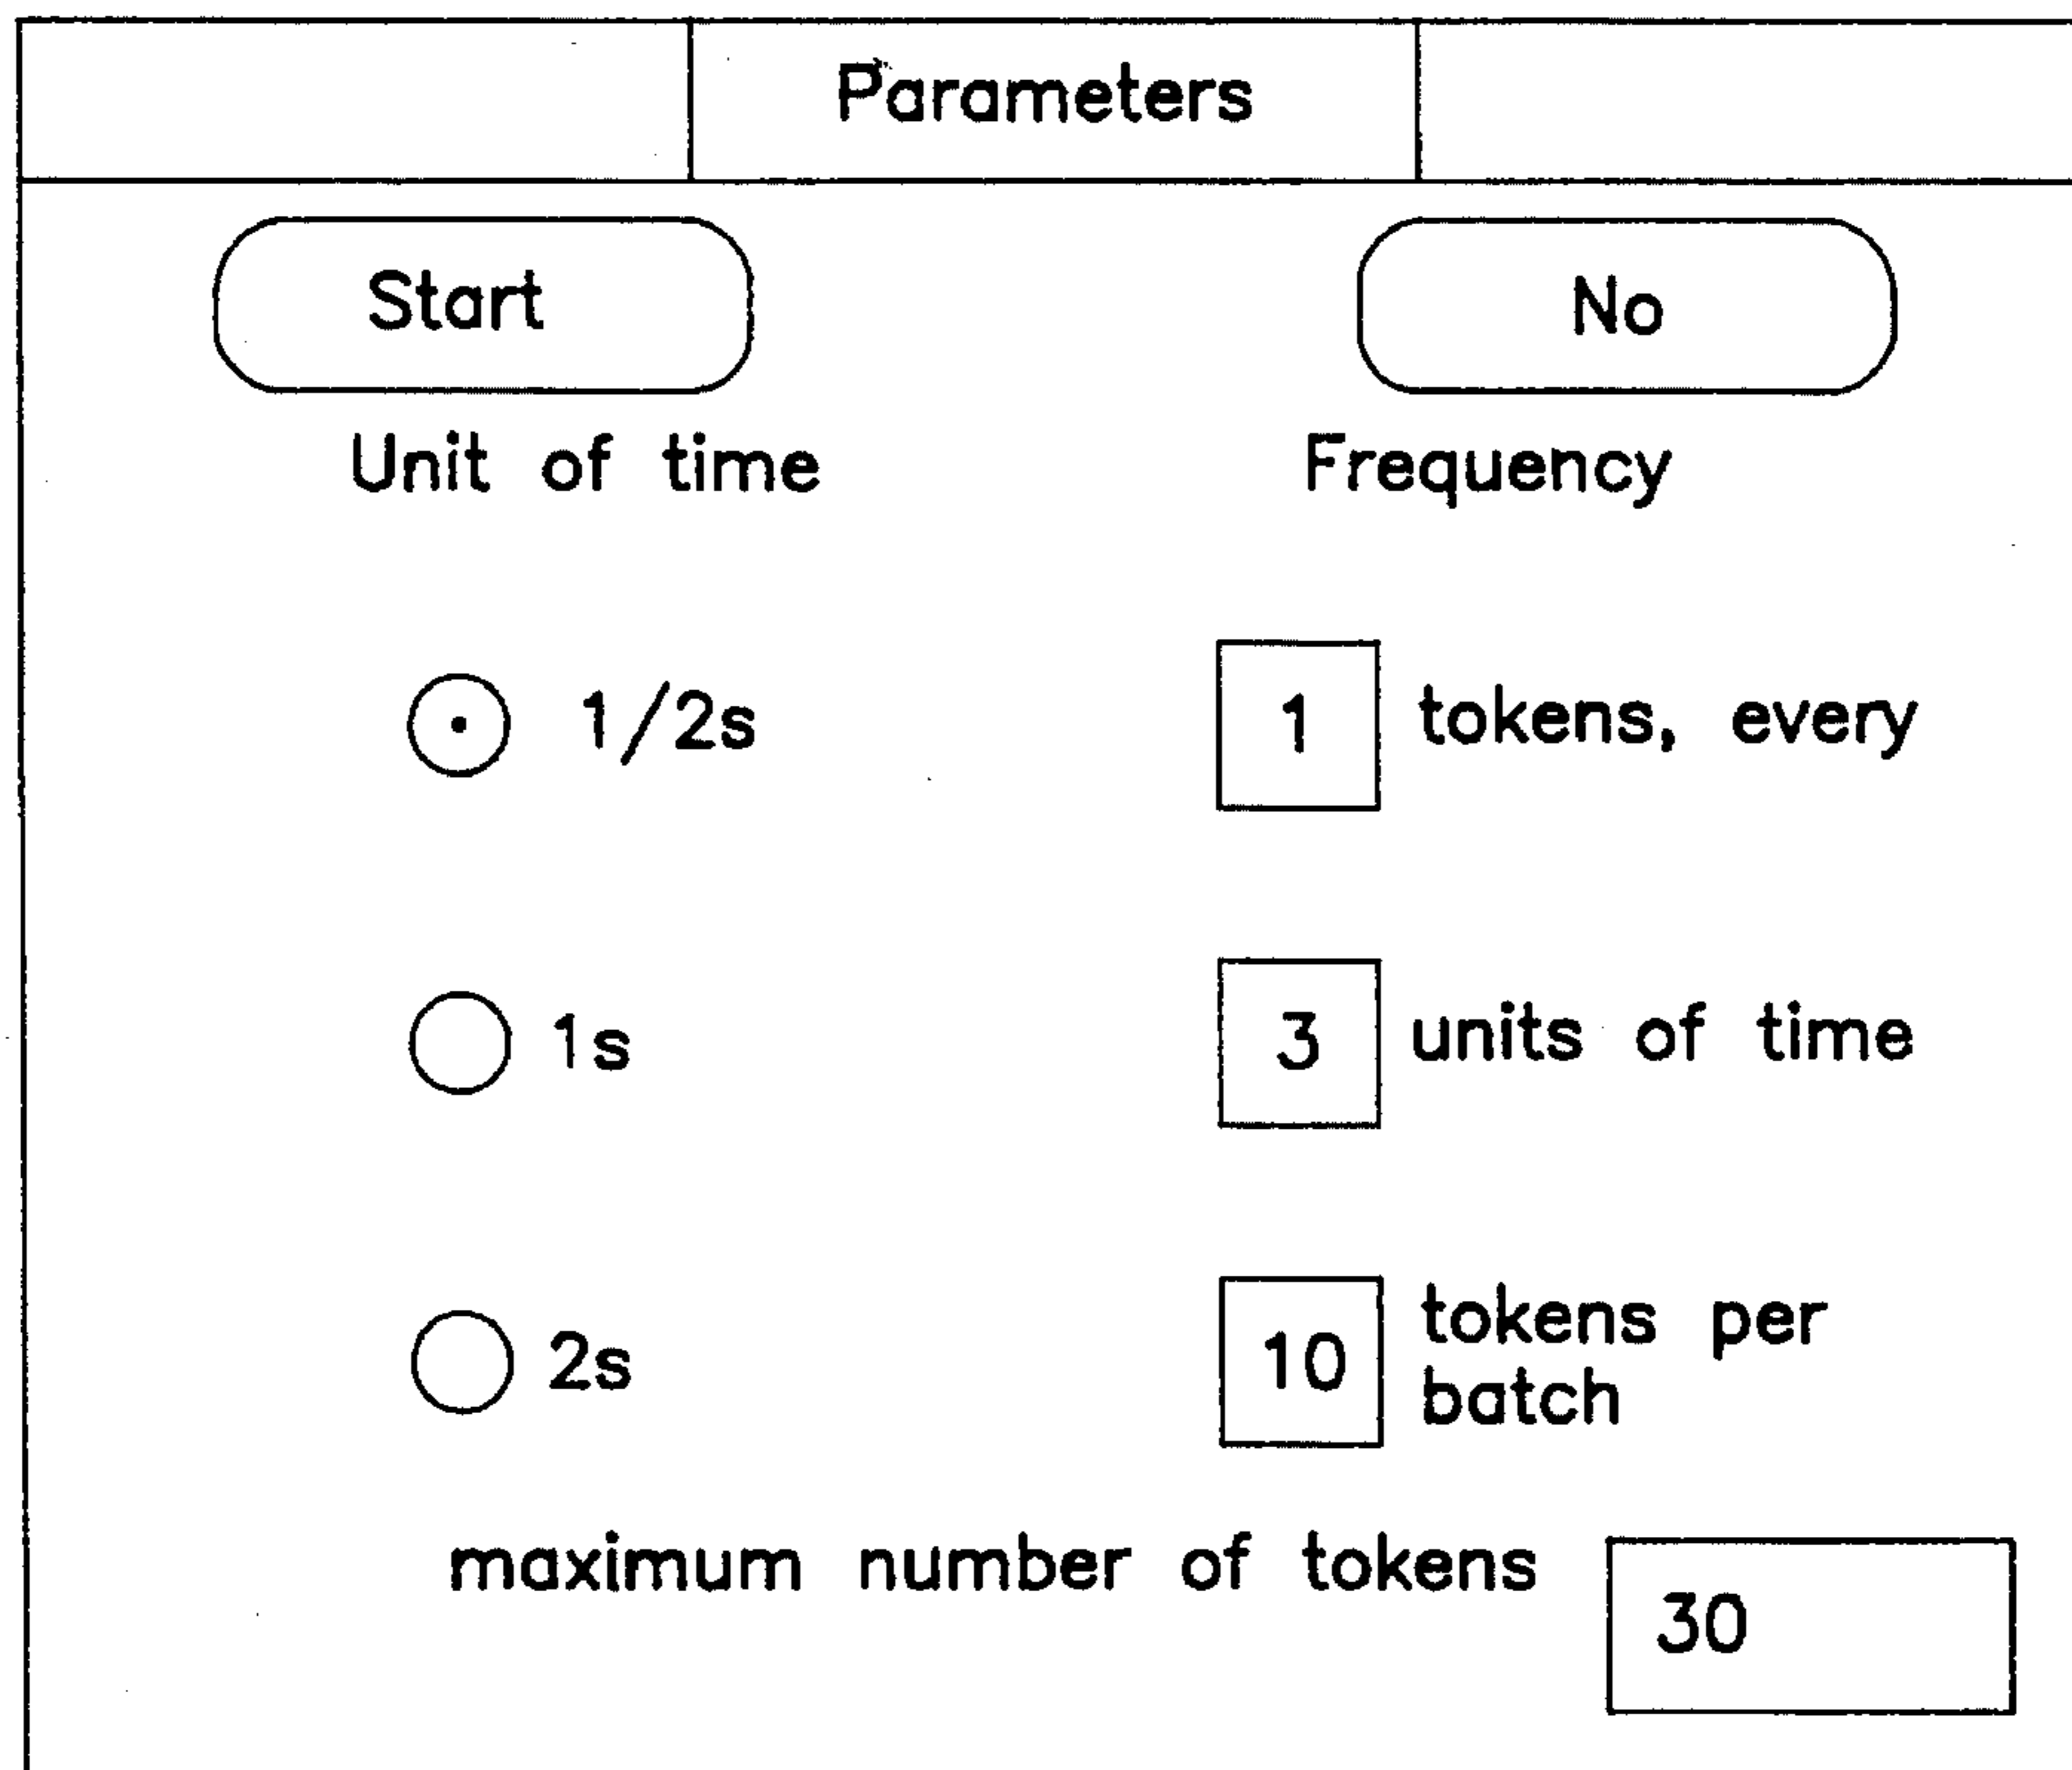 Parameters
Start
No
Unit of time
Frequency
1/2s
1 tokens, every
1s
3 units of time
2s
10 tokens per
batch
maximum number of tokens
30